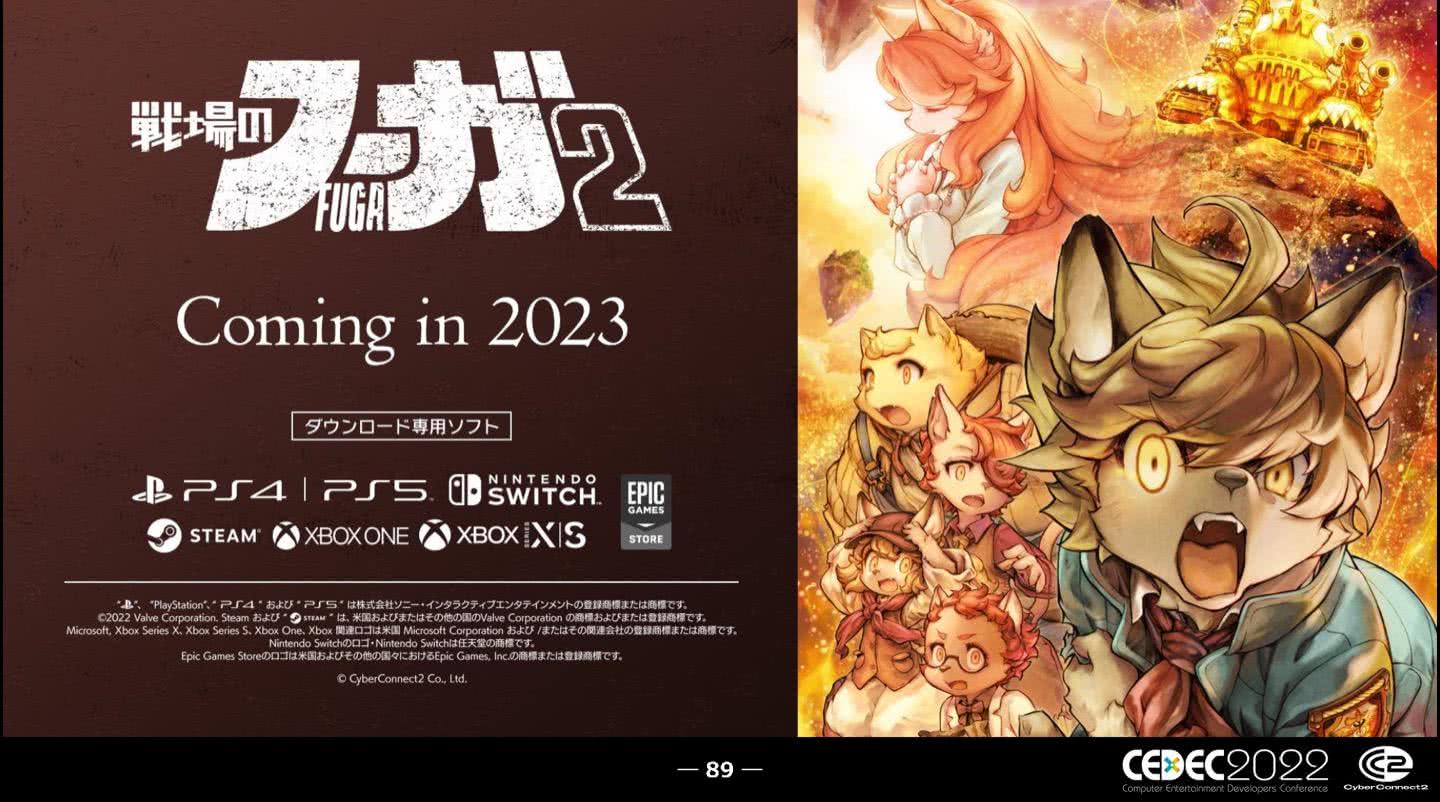 戦場の
フーガ2
FUGA
Coming in 2023
ダウンロード専用ソフト
PS4 | PS5 NINTENDO SWITCH™ EPIC GAMES STORE
STEAM® XBOX ONE XBOX SERIES X|S
"PS"、"PlayStation"、"PS4" および "PS5" は株式会社ソニー・インタラクティブエンタテインメントの登録商標または商標です。
©2022 Valve Corporation. Steam および "STEAM" は、米国およびまたはその他の国のValve Corporation の商標およびまたは登録商標です。
Microsoft, Xbox Series X、Xbox Series S、Xbox One、Xbox 関連ロゴは米国 Microsoft Corporation および /またはその関連会社の登録商標または商標です。
Nintendo Switchのロゴ・Nintendo Switchは任天堂の商標です。
Epic Games Storeのロゴは米国およびその他の国々におけるEpic Games, Inc.の商標または登録商標です。
© CyberConnect2 Co., Ltd.
— 89 —
CEDEC2022
Computer Entertainment Developers Conference
CyberConnect2